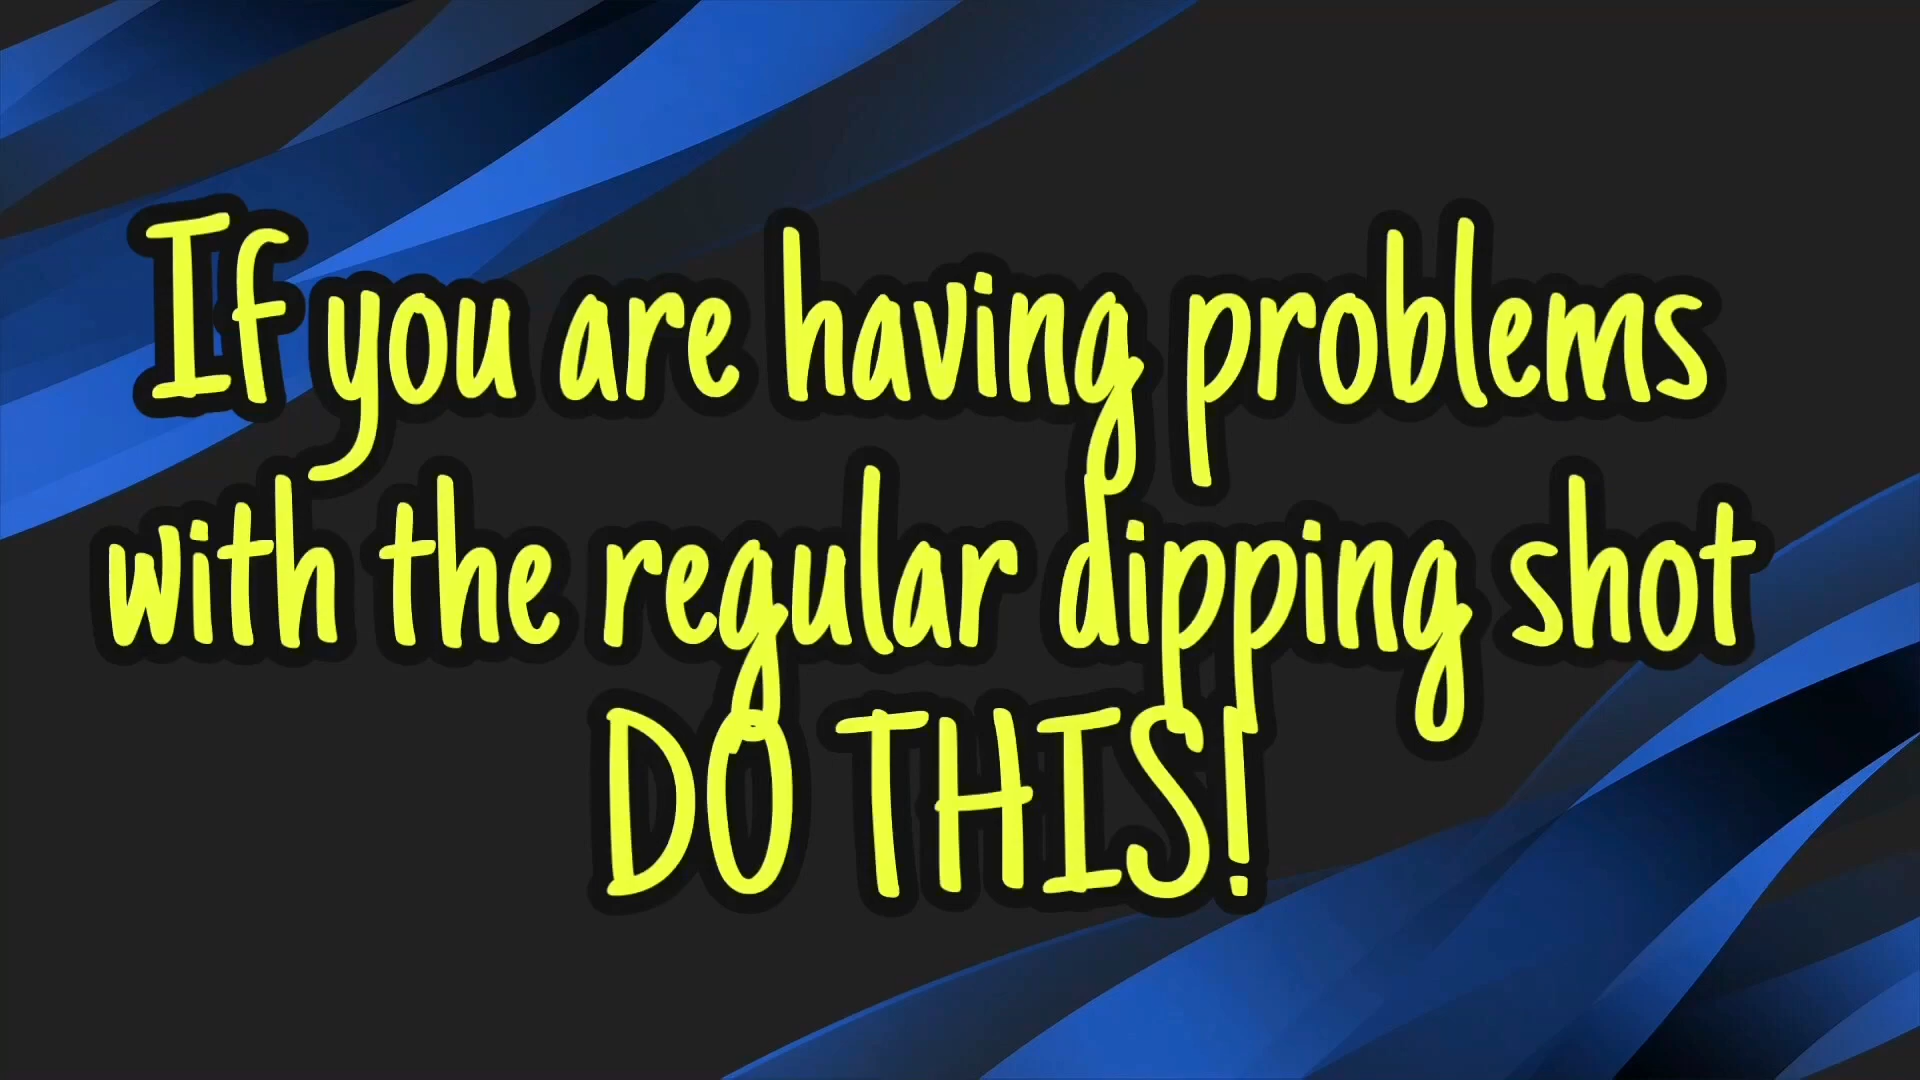 If you are having problems
with the regular dipping shot
DO THIS!